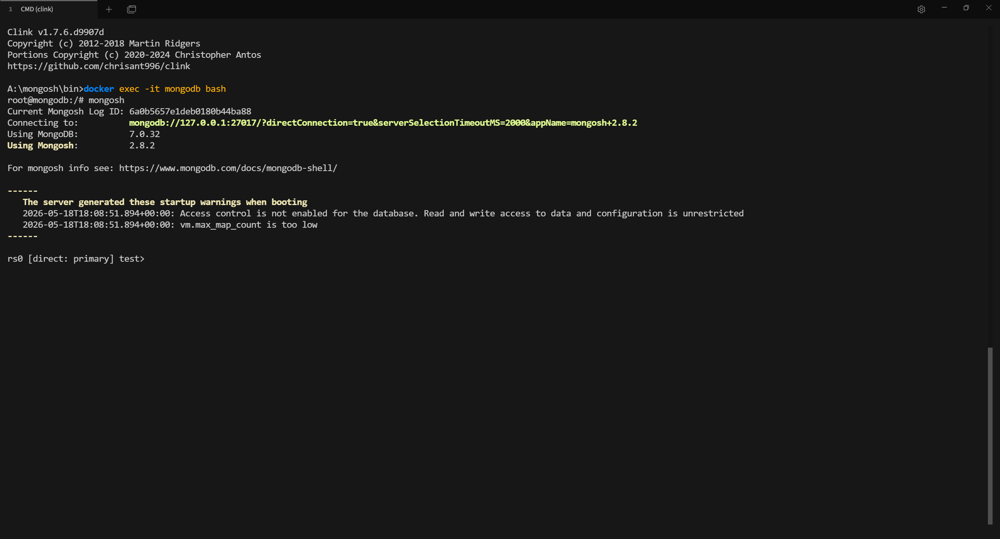 1 CMD (clink)
Clink v1.7.6.d9907d
Copyright (c) 2012-2018 Martin Ridgers
Portions Copyright (c) 2020-2024 Christopher Antos
https://github.com/chrisant996/clink
A:\mongosh\bin>docker exec -it mongodb bash
root@mongodb:/# mongosh
Current Mongosh Log ID: 6a0b5657e1deb0180b44ba88
Connecting to:          mongodb://127.0.0.1:27017/?directConnection=true&serverSelectionTimeoutMS=2000&appName=mongosh+2.8.2
Using MongoDB:          7.0.32
Using Mongosh:          2.8.2
For mongosh info see: https://www.mongodb.com/docs/mongodb-shell/
------
   The server generated these startup warnings when booting
   2026-05-18T18:08:51.894+00:00: Access control is not enabled for the database. Read and write access to data and configuration is unrestricted
   2026-05-18T18:08:51.894+00:00: vm.max_map_count is too low
------
rs0 [direct: primary] test>